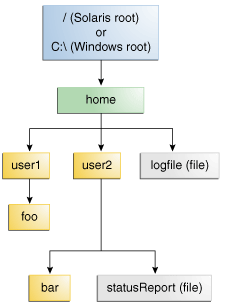 / (Solaris root)
or
C:\ (Windows root)
home
user1
user2
logfile (file)
foo
bar
statusReport (file)